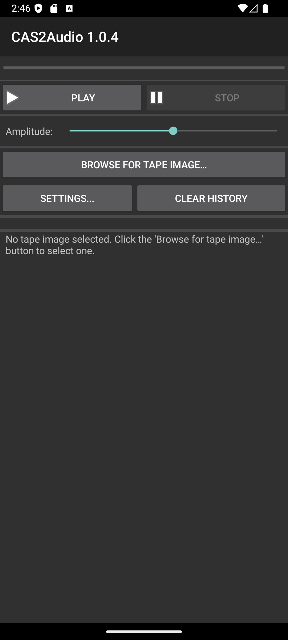 2:46
CAS2Audio 1.0.4
PLAY
STOP
Amplitude:
BROWSE FOR TAPE IMAGE...
SETTINGS...
CLEAR HISTORY
No tape image selected. Click the 'Browse for tape image...'
button to select one.